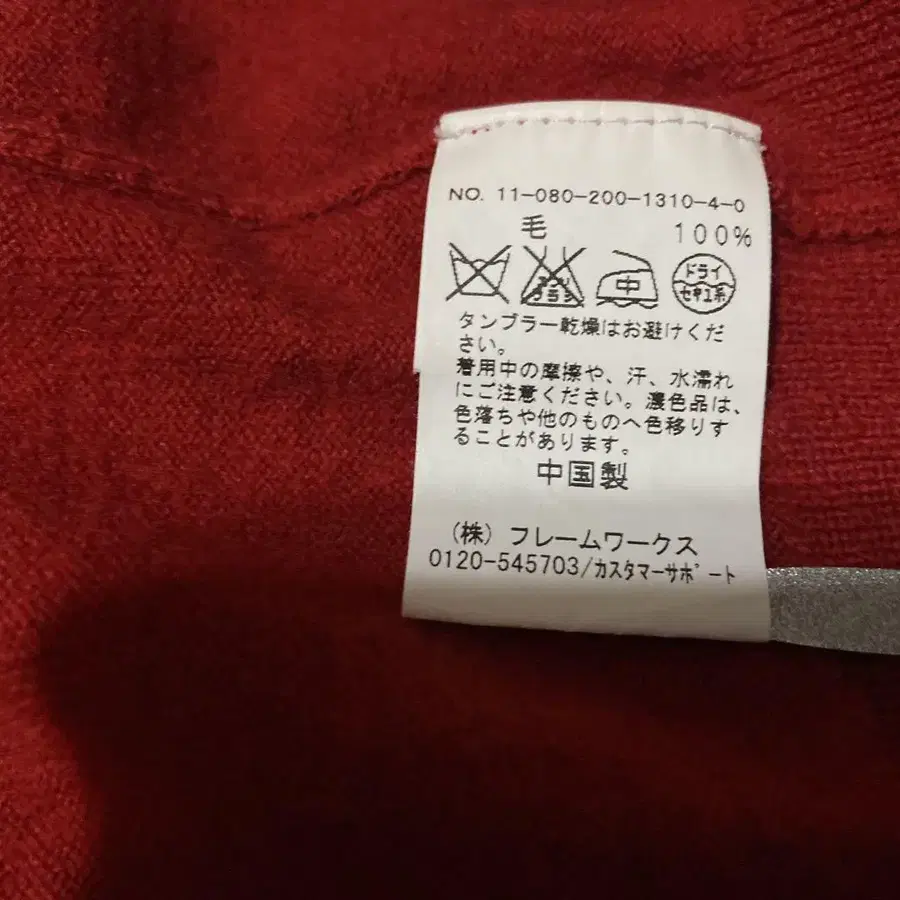 NO. 11-080-200-1310-4-0
毛 100%
中
ドライ
セキユ系
タンブラー乾燥はお避けくだ
さい。
着用中の摩擦や、汗、水濡れ
にご注意ください。濃色品は、
色落ちや他のものへ色移りす
ることがあります。
中国製
(株) フレームワークス
0120-545703/カスタマーサポート